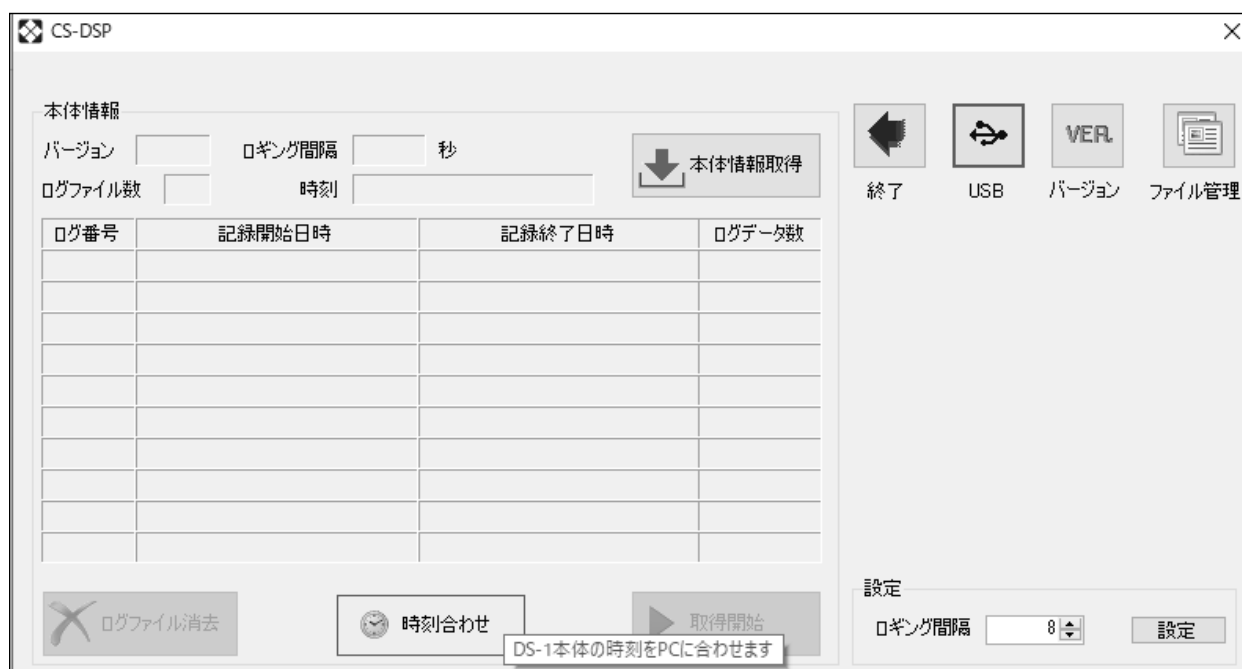 CS-DSP
本体情報
バージョン ロギング間隔 秒
本体情報取得
ログファイル数 時刻
終了 USB VER. バージョン ファイル管理
ログ番号 記録開始日時 記録終了日時 ログデータ数
ログファイル消去 時刻合わせ 取得開始
DS-1本体の時刻をPCに合わせます
設定
ロギング間隔 8 設定